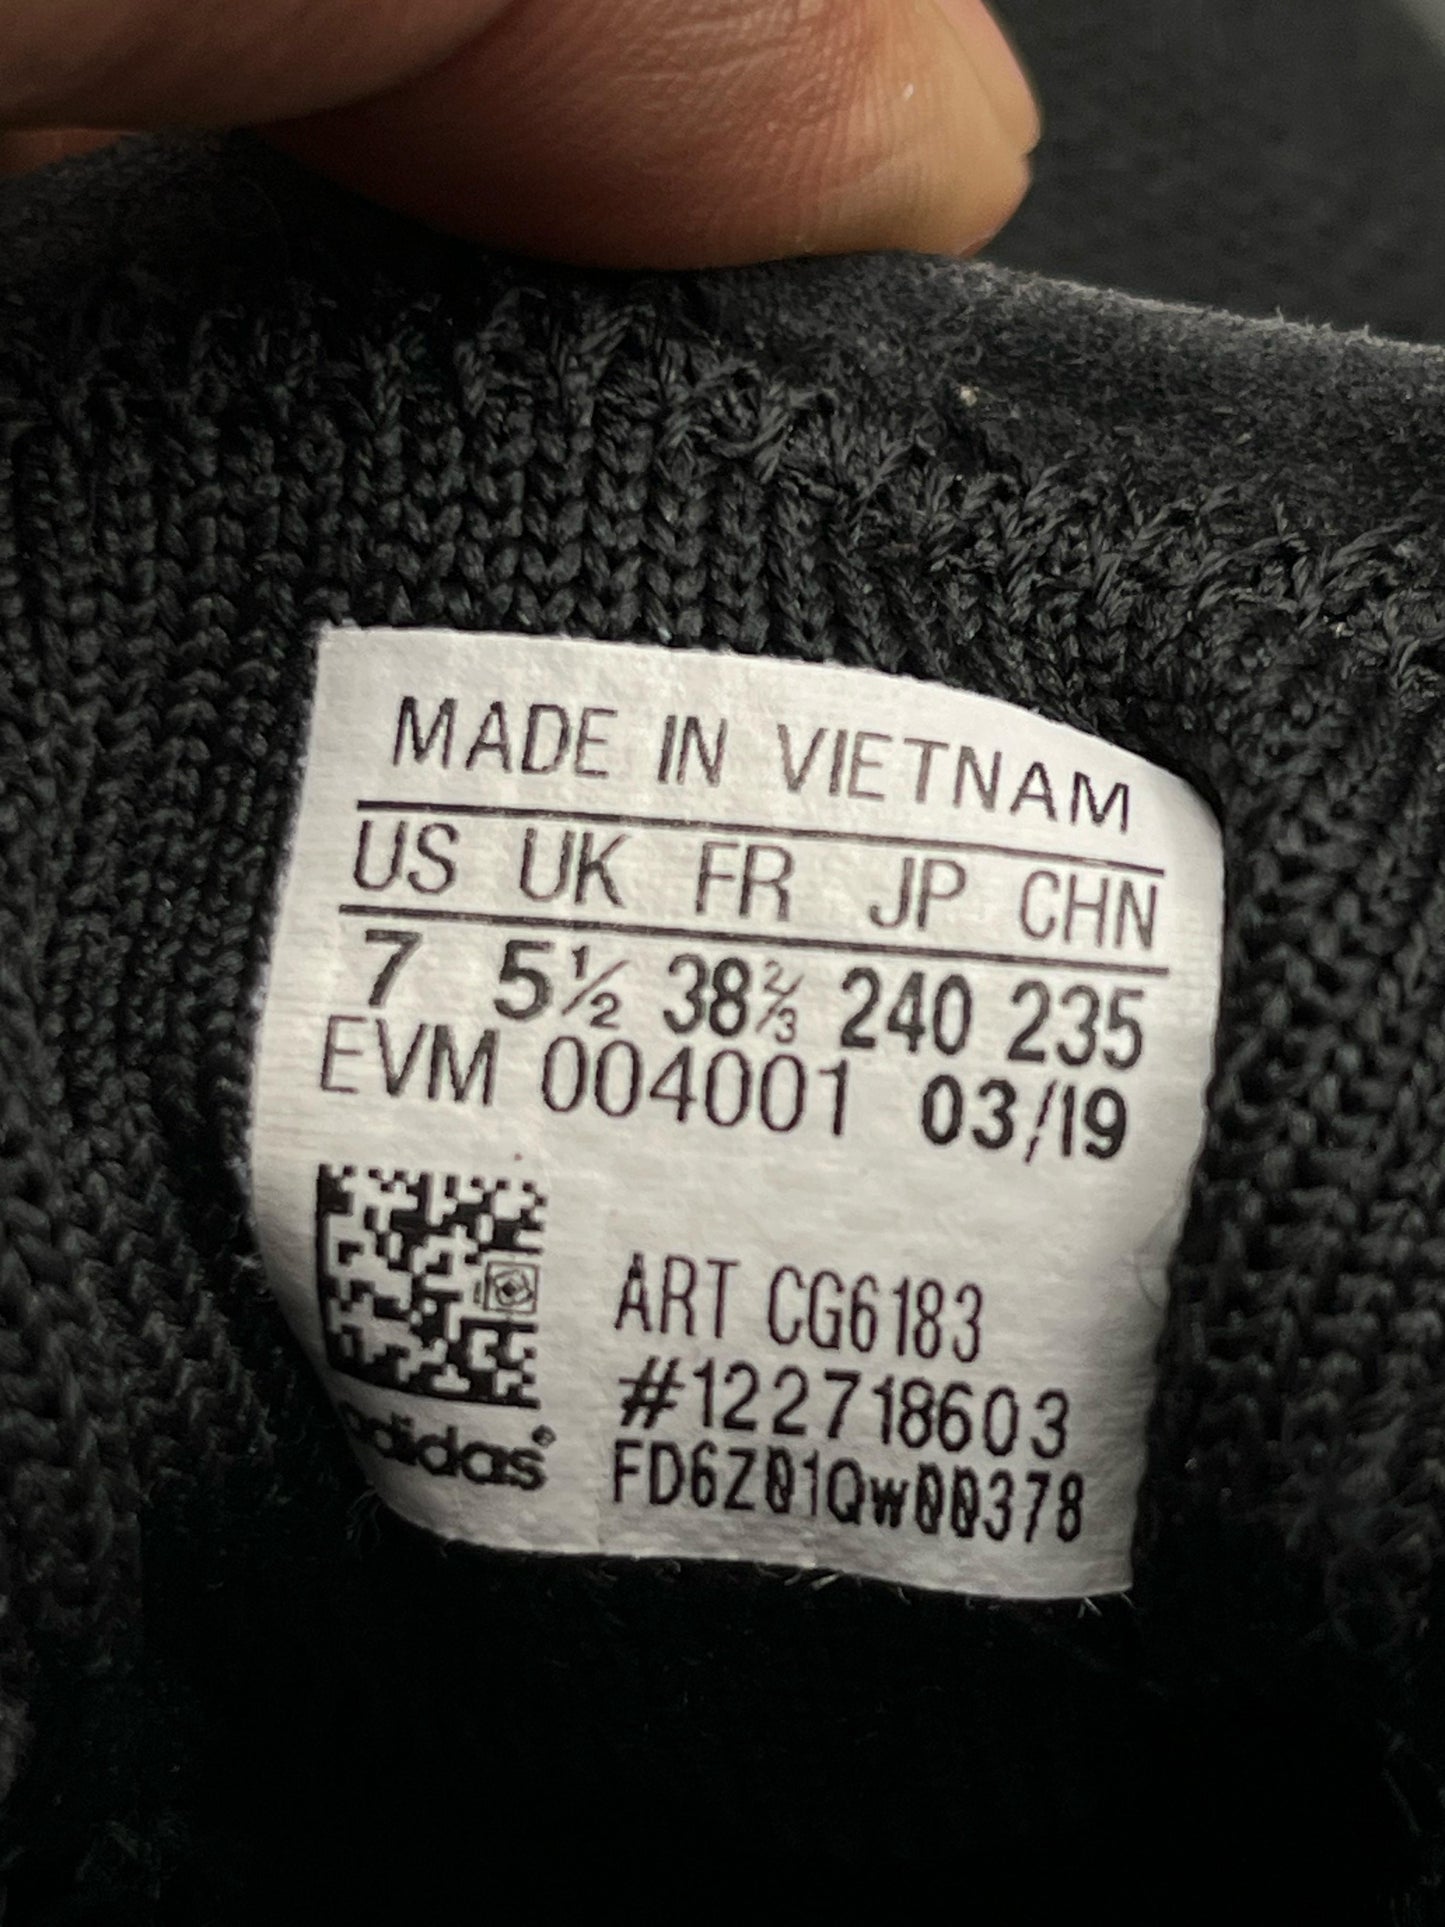 MADE IN VIETNAM
US UK FR JP CHN
7 5½ 38⅔ 240 235
EVM 004001 03/19
ART CG6183
#122718603
adidas® FD6Z01Qw00378